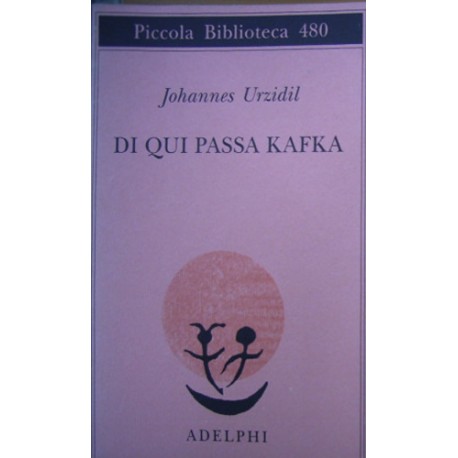 Piccola Biblioteca 480
Johannes Urzidil
DI QUI PASSA KAFKA
ADELPHI